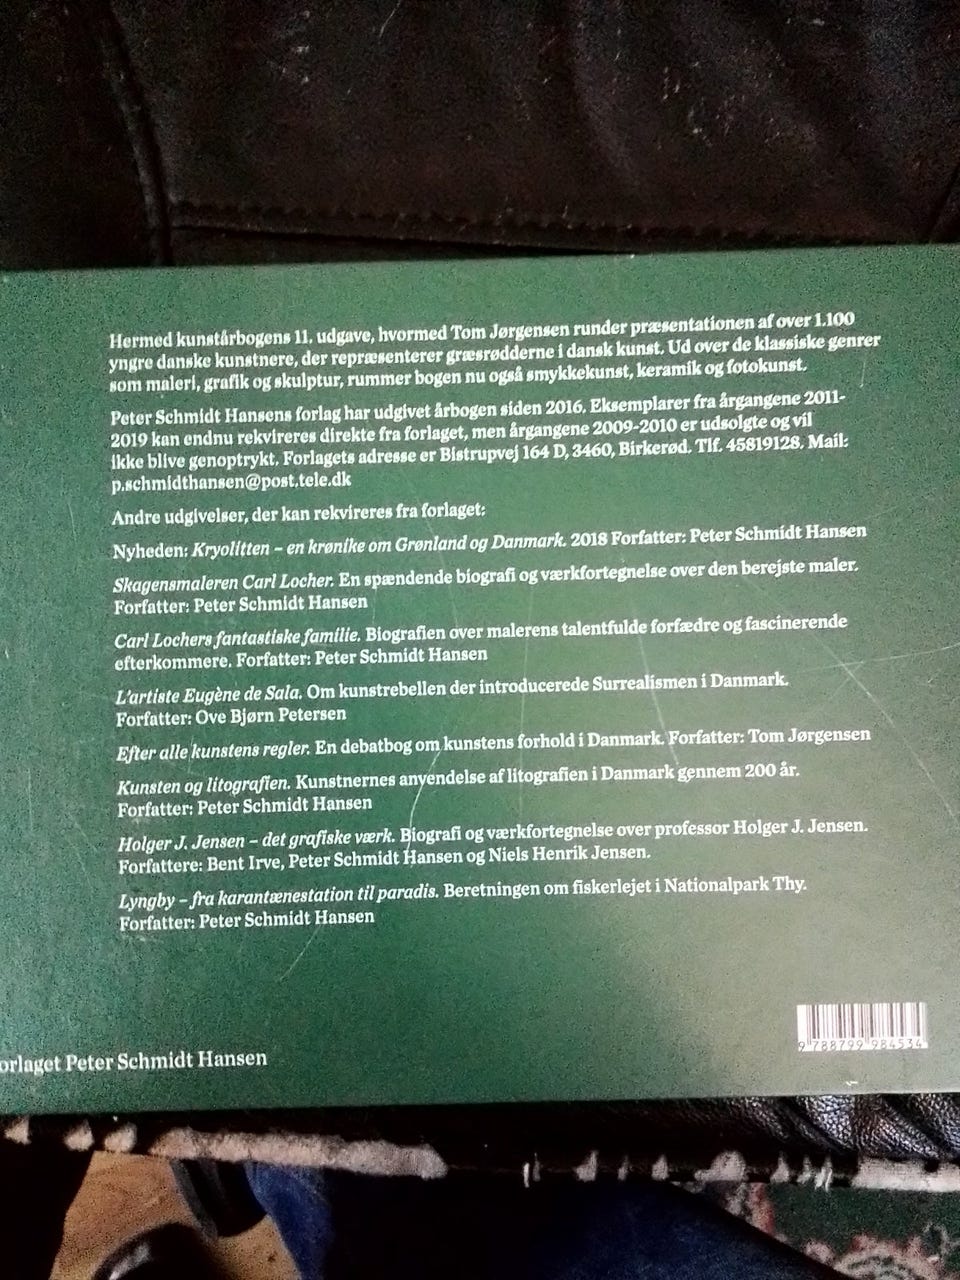 Hermed kunstårbogens 11. udgave, hvormed Tom Jørgensen runder præsentationen af over 1.100
yngre danske kunstnere, der repræsenterer græsrødderne i dansk kunst. Ud over de klassiske genrer
som maleri, grafik og skulptur, rummer bogen nu også smykkekunst, keramik og fotokunst.
Peter Schmidt Hansens forlag har udgivet årbogen siden 2016. Eksemplarer fra årgangene 2011-
2019 kan endnu rekvireres direkte fra forlaget, men årgangene 2009-2010 er udsolgte og vil
ikke blive genoptrykt. Forlagets adresse er Bistrupvej 164 D, 3460, Birkerød. Tlf. 45819128. Mail:
p.schmidthansen@post.tele.dk
Andre udgivelser, der kan rekvireres fra forlaget:
Nyheden: Kryolitten – en krønike om Grønland og Danmark. 2018 Forfatter: Peter Schmidt Hansen
Skagensmaleren Carl Locher. En spændende biografi og værkfortegnelse over den berejste maler.
Forfatter: Peter Schmidt Hansen
Carl Lochers fantastiske familie. Biografien over malerens talentfulde forfædre og fascinerende
efterkommere. Forfatter: Peter Schmidt Hansen
L'artiste Eugène de Sala. Om kunstrebellen der introducerede Surrealismen i Danmark.
Forfatter: Ove Bjørn Petersen
Efter alle kunstens regler. En debatbog om kunstens forhold i Danmark. Forfatter: Tom Jørgensen
Kunsten og litografien. Kunstnernes anvendelse af litografien i Danmark gennem 200 år.
Forfatter: Peter Schmidt Hansen
Holger J. Jensen – det grafiske værk. Biografi og værkfortegnelse over professor Holger J. Jensen.
Forfattere: Bent Irve, Peter Schmidt Hansen og Niels Henrik Jensen.
Lyngby – fra karantænestation til paradis. Beretningen om fiskerlejet i Nationalpark Thy.
Forfatter: Peter Schmidt Hansen
orlaget Peter Schmidt Hansen
9 788799 984534